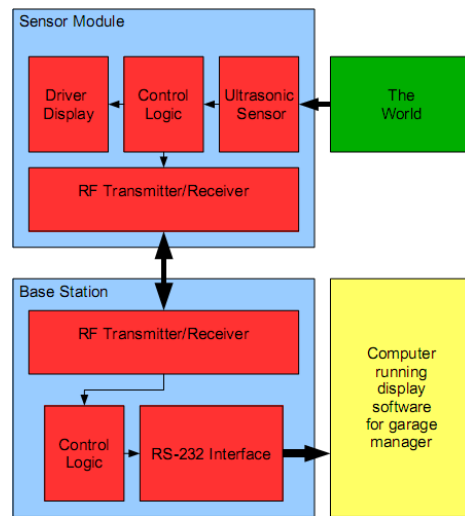 Sensor Module
Driver
Display
Control
Logic
Ultrasonic
Sensor
The
World
RF Transmitter/Receiver
Base Station
RF Transmitter/Receiver
Control
Logic
RS-232 Interface
Computer
running
display
software
for garage
manager